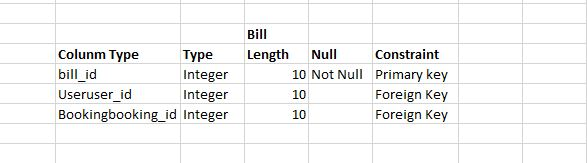 Bill
Colunm Type Type Length Null Constraint
bill_id Integer 10 Not Null Primary key
Useruser_id Integer 10 Foreign Key
Bookingbooking_id Integer 10 Foreign Key